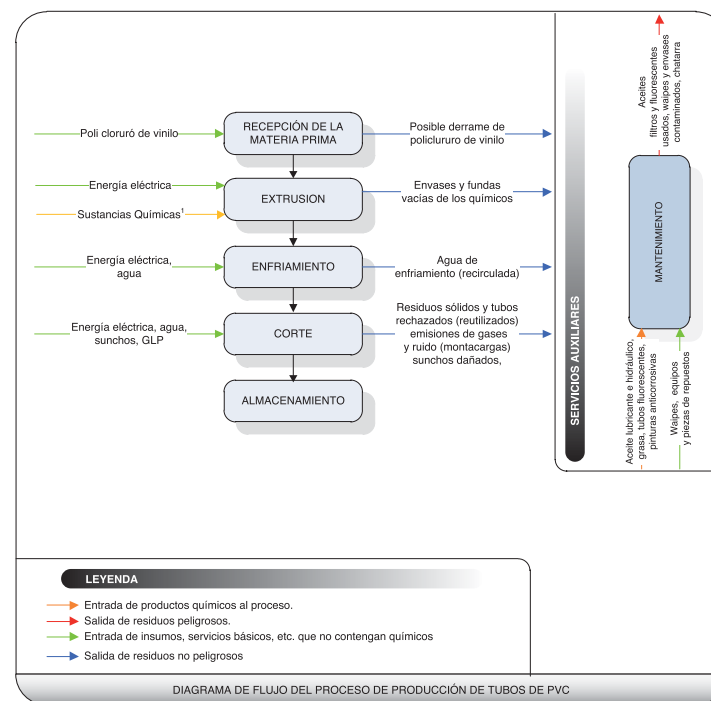 Poli cloruró de vinilo
RECEPCIÓN DE LA
MATERIA PRIMA
Posible derrame de
policlururo de vinilo
Energía eléctrica
Sustancias Químicas¹
EXTRUSION
Envases y fundas
vacías de los químicos
Energía eléctrica,
agua
ENFRIAMIENTO
Agua de
enfriamiento (recirculada)
Energía eléctrica, agua,
sunchos, GLP
CORTE
Residuos sólidos y tubos
rechazados (reutilizados)
emisiones de gases
y ruido (montacargas)
sunchos dañados,
ALMACENAMIENTO
SERVICIOS AUXILIARES
Aceites
filtros y fluorescentes
usados, waipes y envases
contaminados, chatarra
MANTENIMIENTO
Aceite lubricante e hidráulico,
grasa, tubos fluorescentes,
pinturas anticorrosivas
Waipes, equipos
y piezas de repuestos
LEYENDA
Entrada de productos químicos al proceso.
Salida de residuos peligrosos.
Entrada de insumos, servicios básicos, etc. que no contengan químicos
Salida de residuos no peligrosos
DIAGRAMA DE FLUJO DEL PROCESO DE PRODUCCIÓN DE TUBOS DE PVC